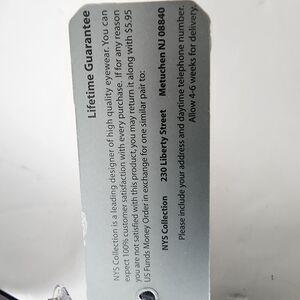 Lifetime Guarantee
NYS Collection is a leading designer of high quality eyewear. You can
expect 100% customer satisfaction with every purchase. If for any reason
you are not satisfied with this product, you may return it along with $5.95
US Funds Money Order in exchange for one similar pair to:
NYS Collection 230 Liberty Street Metuchen NJ 08840
Please include your address and daytime telephone number.
Allow 4-6 weeks for delivery.